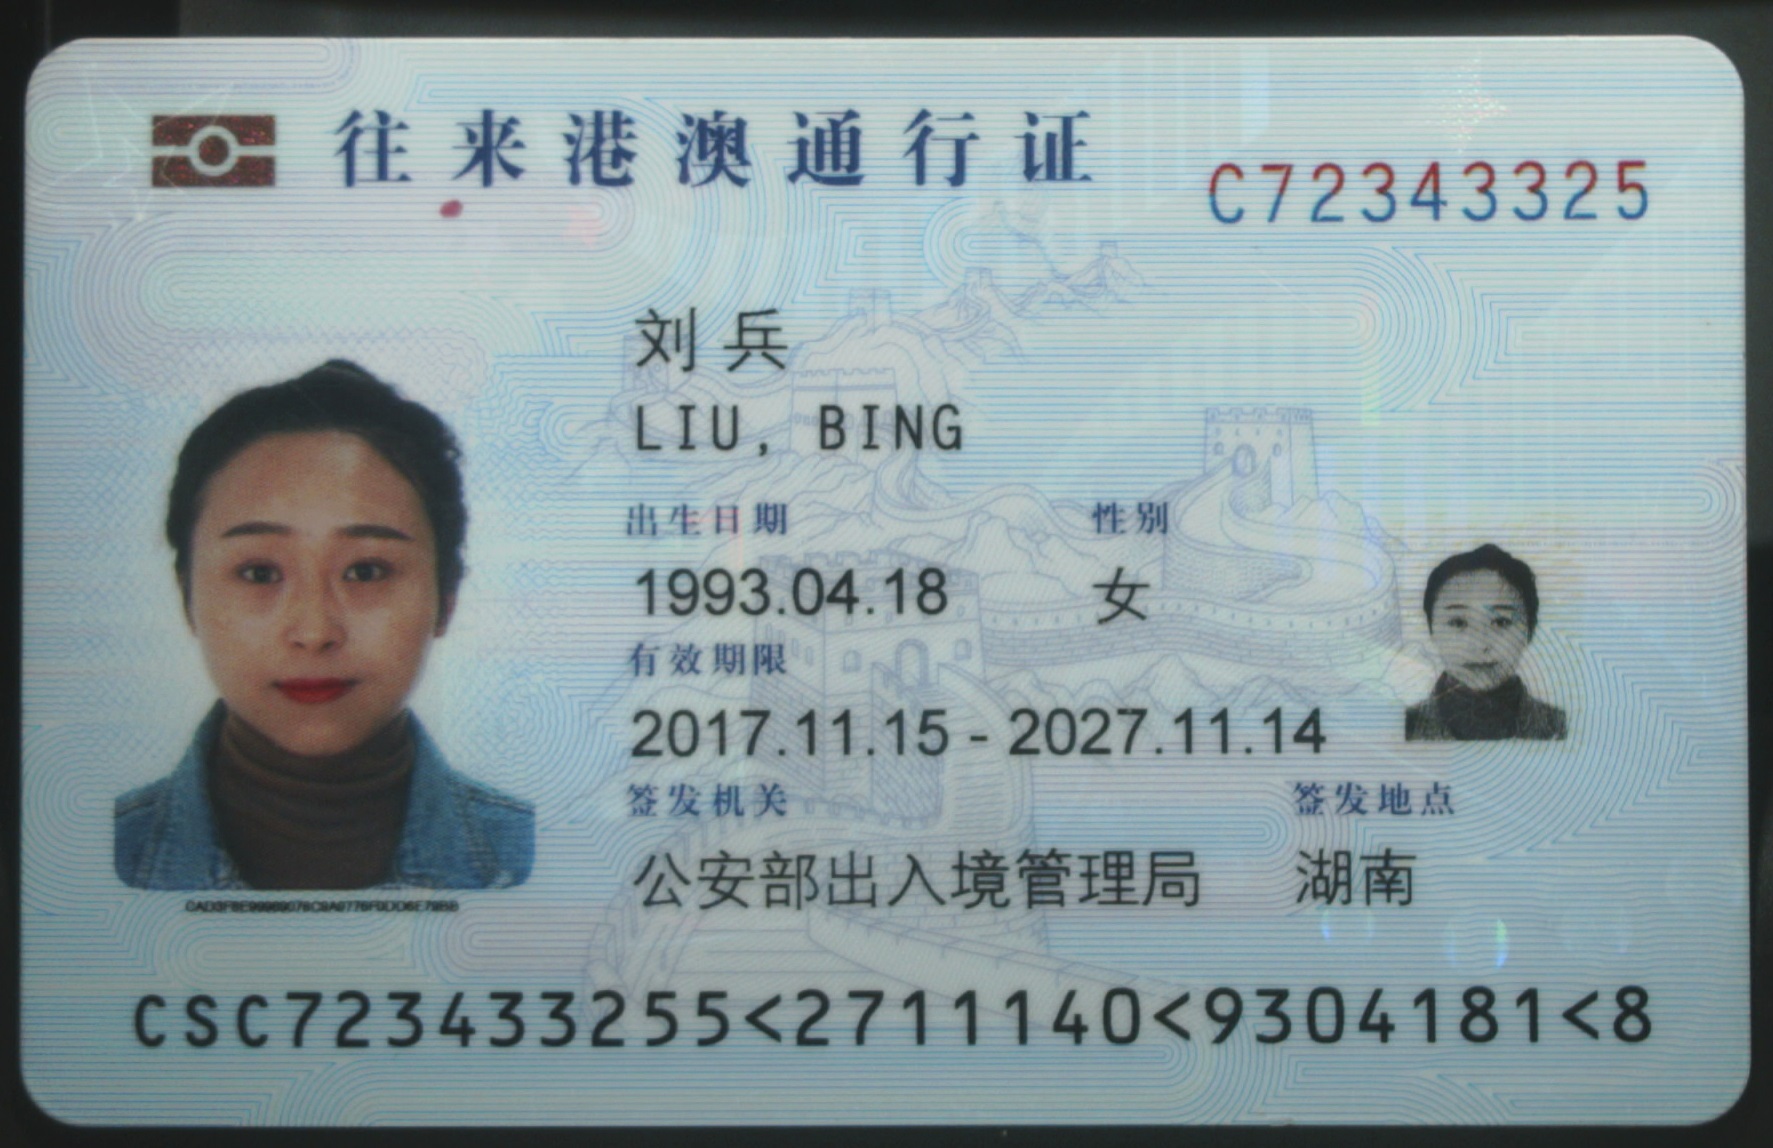 往来港澳通行证
C72343325
刘兵
LIU, BING
出生日期 性别
1993.04.18 女
有效期限
2017.11.15 - 2027.11.14
签发机关 签发地点
公安部出入境管理局 湖南
CSC723433255<2711140<9304181<8